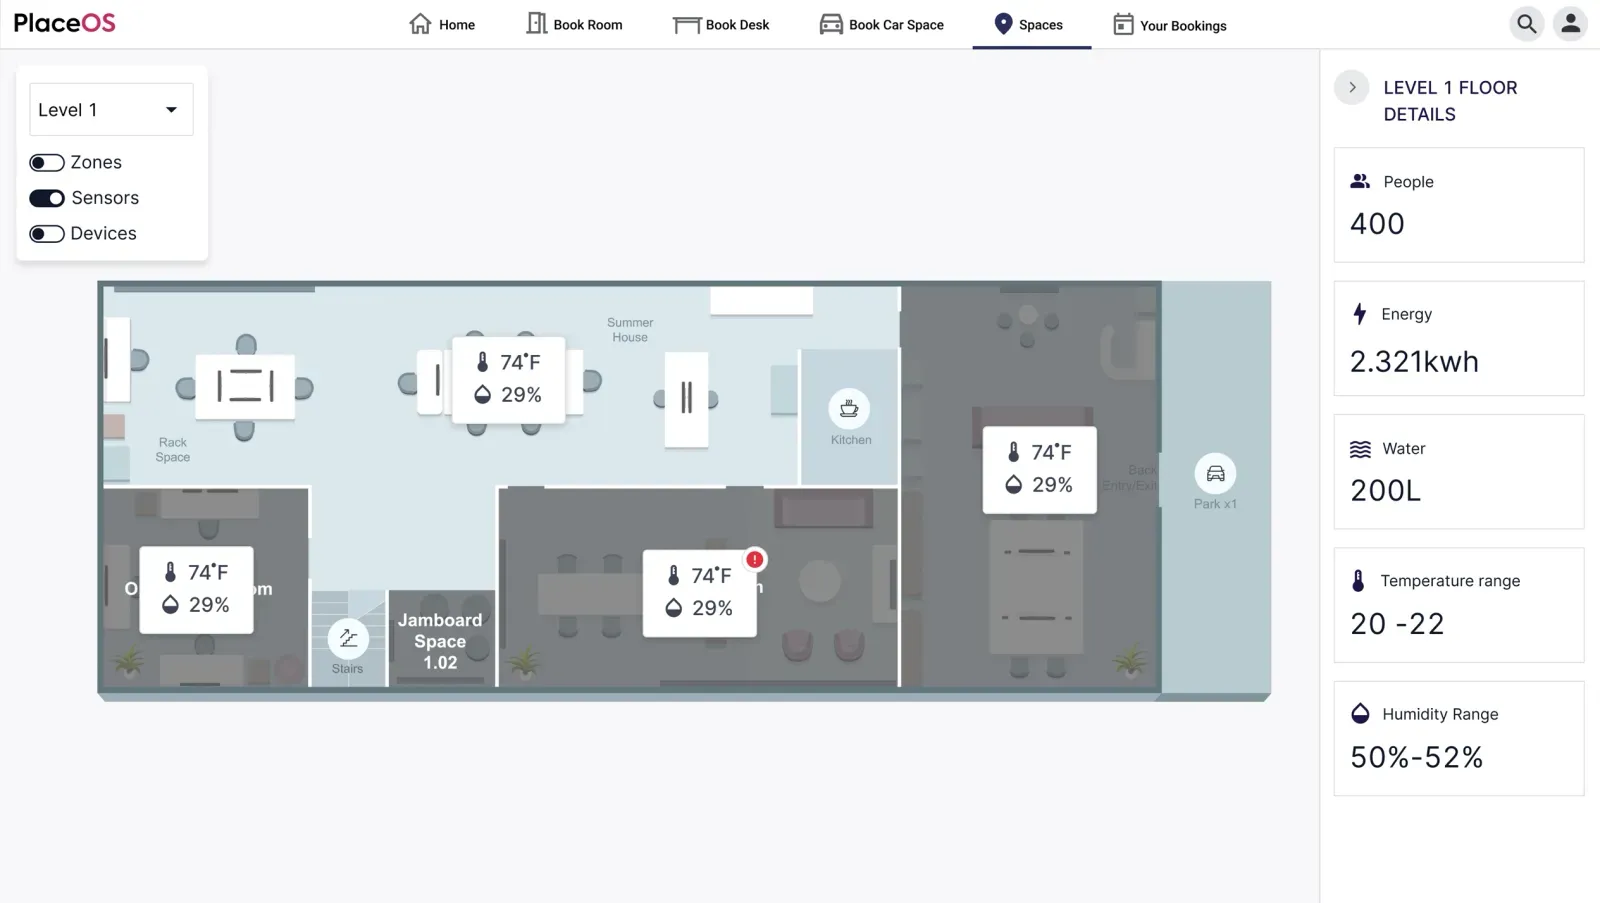 PlaceOS
Home
Book Room
Book Desk
Book Car Space
Spaces
Your Bookings
Level 1
Zones
Sensors
Devices
LEVEL 1 FLOOR
DETAILS
People
400
Energy
2.321kwh
Water
200L
Temperature range
20 -22
Humidity Range
50%-52%
Summer
House
74°F
29%
Rack
Space
Kitchen
74°F
29%
Back
Entry/Exit
Park x1
74°F
29%
74°F
29%
Stairs
Jamboard
Space
1.02